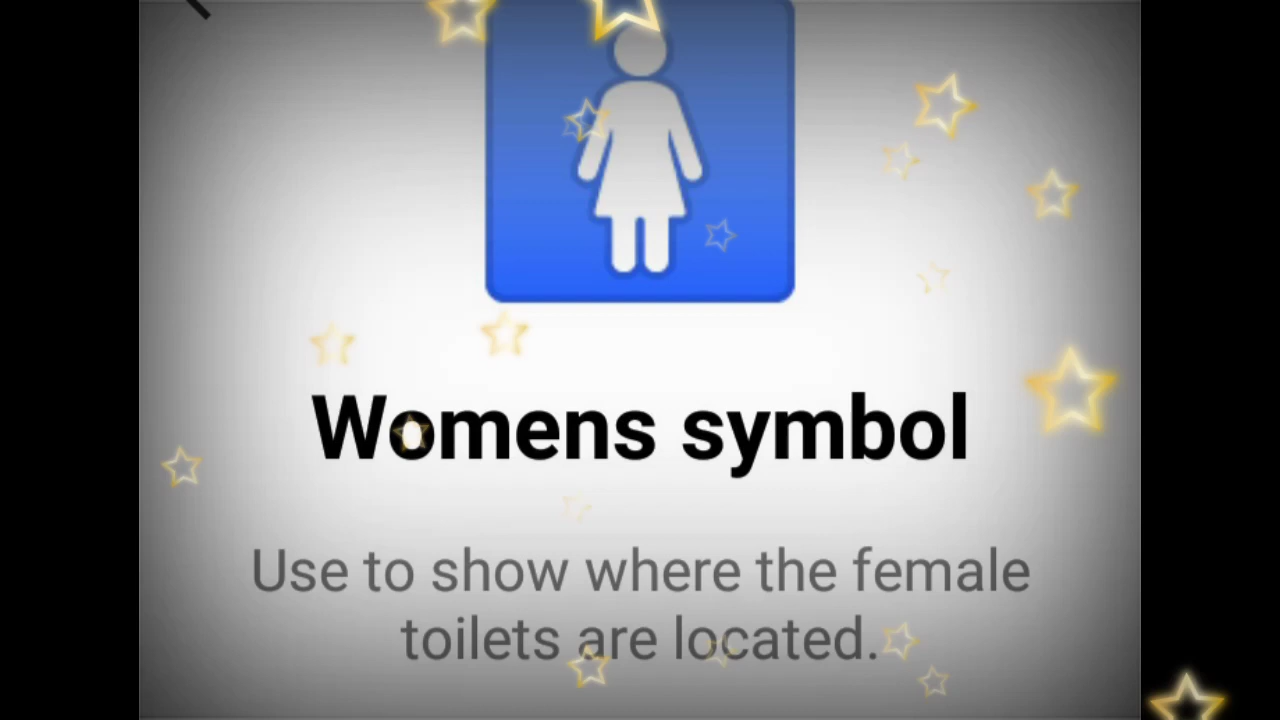 Womens symbol
Use to show where the female
toilets are located.